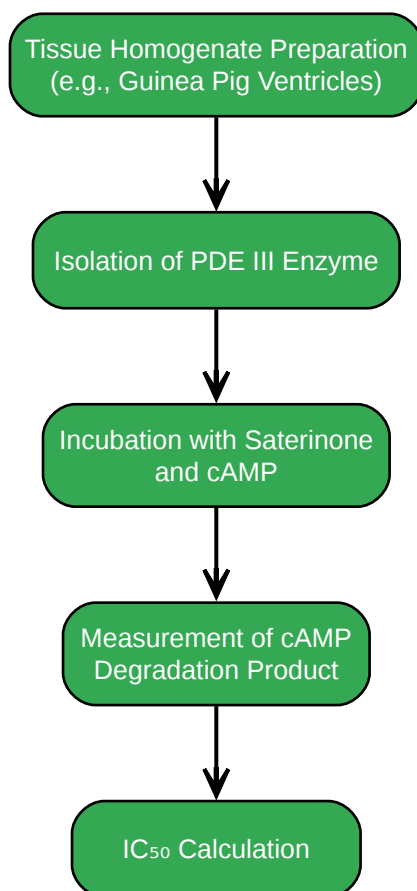 Tissue Homogenate Preparation
(e.g., Guinea Pig Ventricles)
Isolation of PDE III Enzyme
Incubation with Saterinone
and cAMP
Measurement of cAMP
Degradation Product
IC₅₀ Calculation